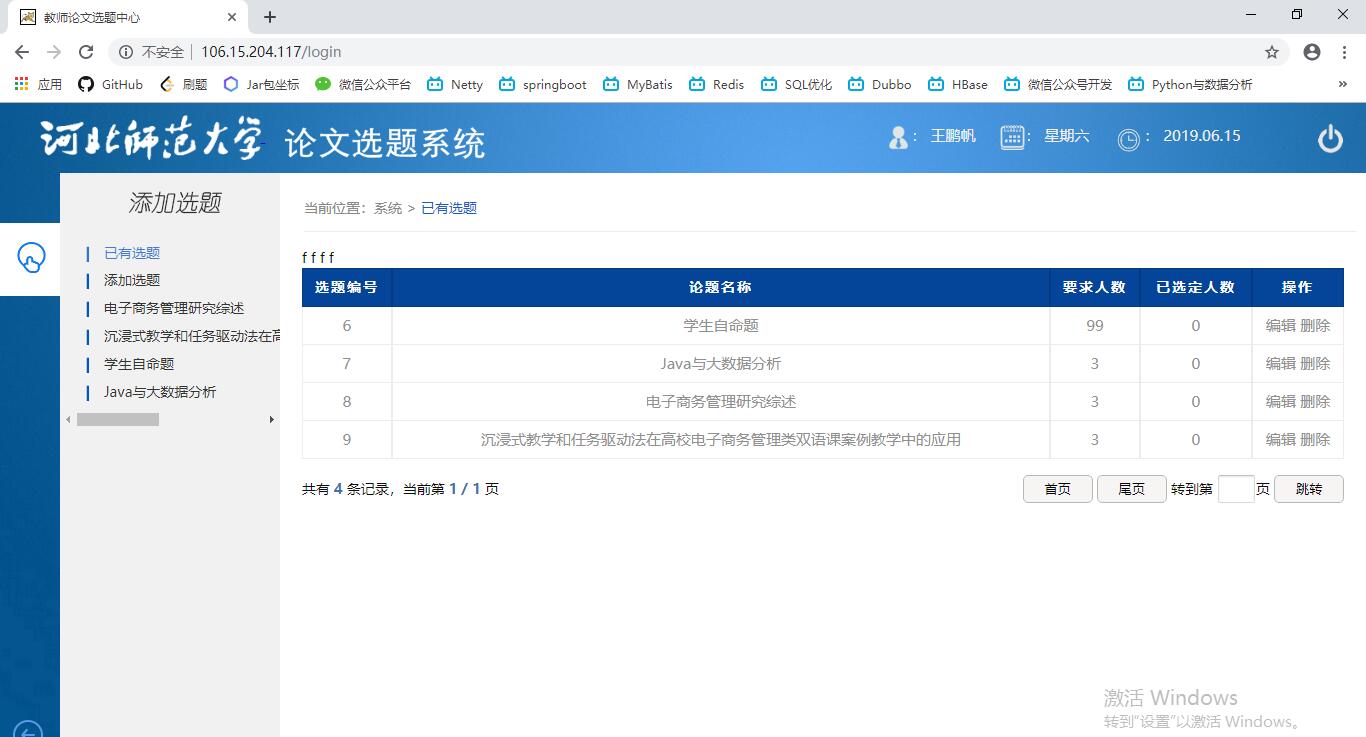 教师论文选题中心
不安全 106.15.204.117/login
应用 GitHub 刷题 Jar包坐标 微信公众平台 Netty springboot MyBatis Redis SQL优化 Dubbo HBase 微信公众号开发 Python与数据分析 »
河北师范大学 论文选题系统 : 王鹏帆 : 星期六 : 2019.06.15
添加选题
已有选题
添加选题
电子商务管理研究综述
沉浸式教学和任务驱动法在高
学生自命题
Java与大数据分析
当前位置：系统 > 已有选题
f f f f
选题编号 论题名称 要求人数 已选定人数 操作
6 学生自命题 99 0 编辑 删除
7 Java与大数据分析 3 0 编辑 删除
8 电子商务管理研究综述 3 0 编辑 删除
9 沉浸式教学和任务驱动法在高校电子商务管理类双语课案例教学中的应用 3 0 编辑 删除
共有 4 条记录，当前第 1 / 1 页 首页 尾页 转到第 页 跳转
激活 Windows
转到"设置"以激活 Windows。